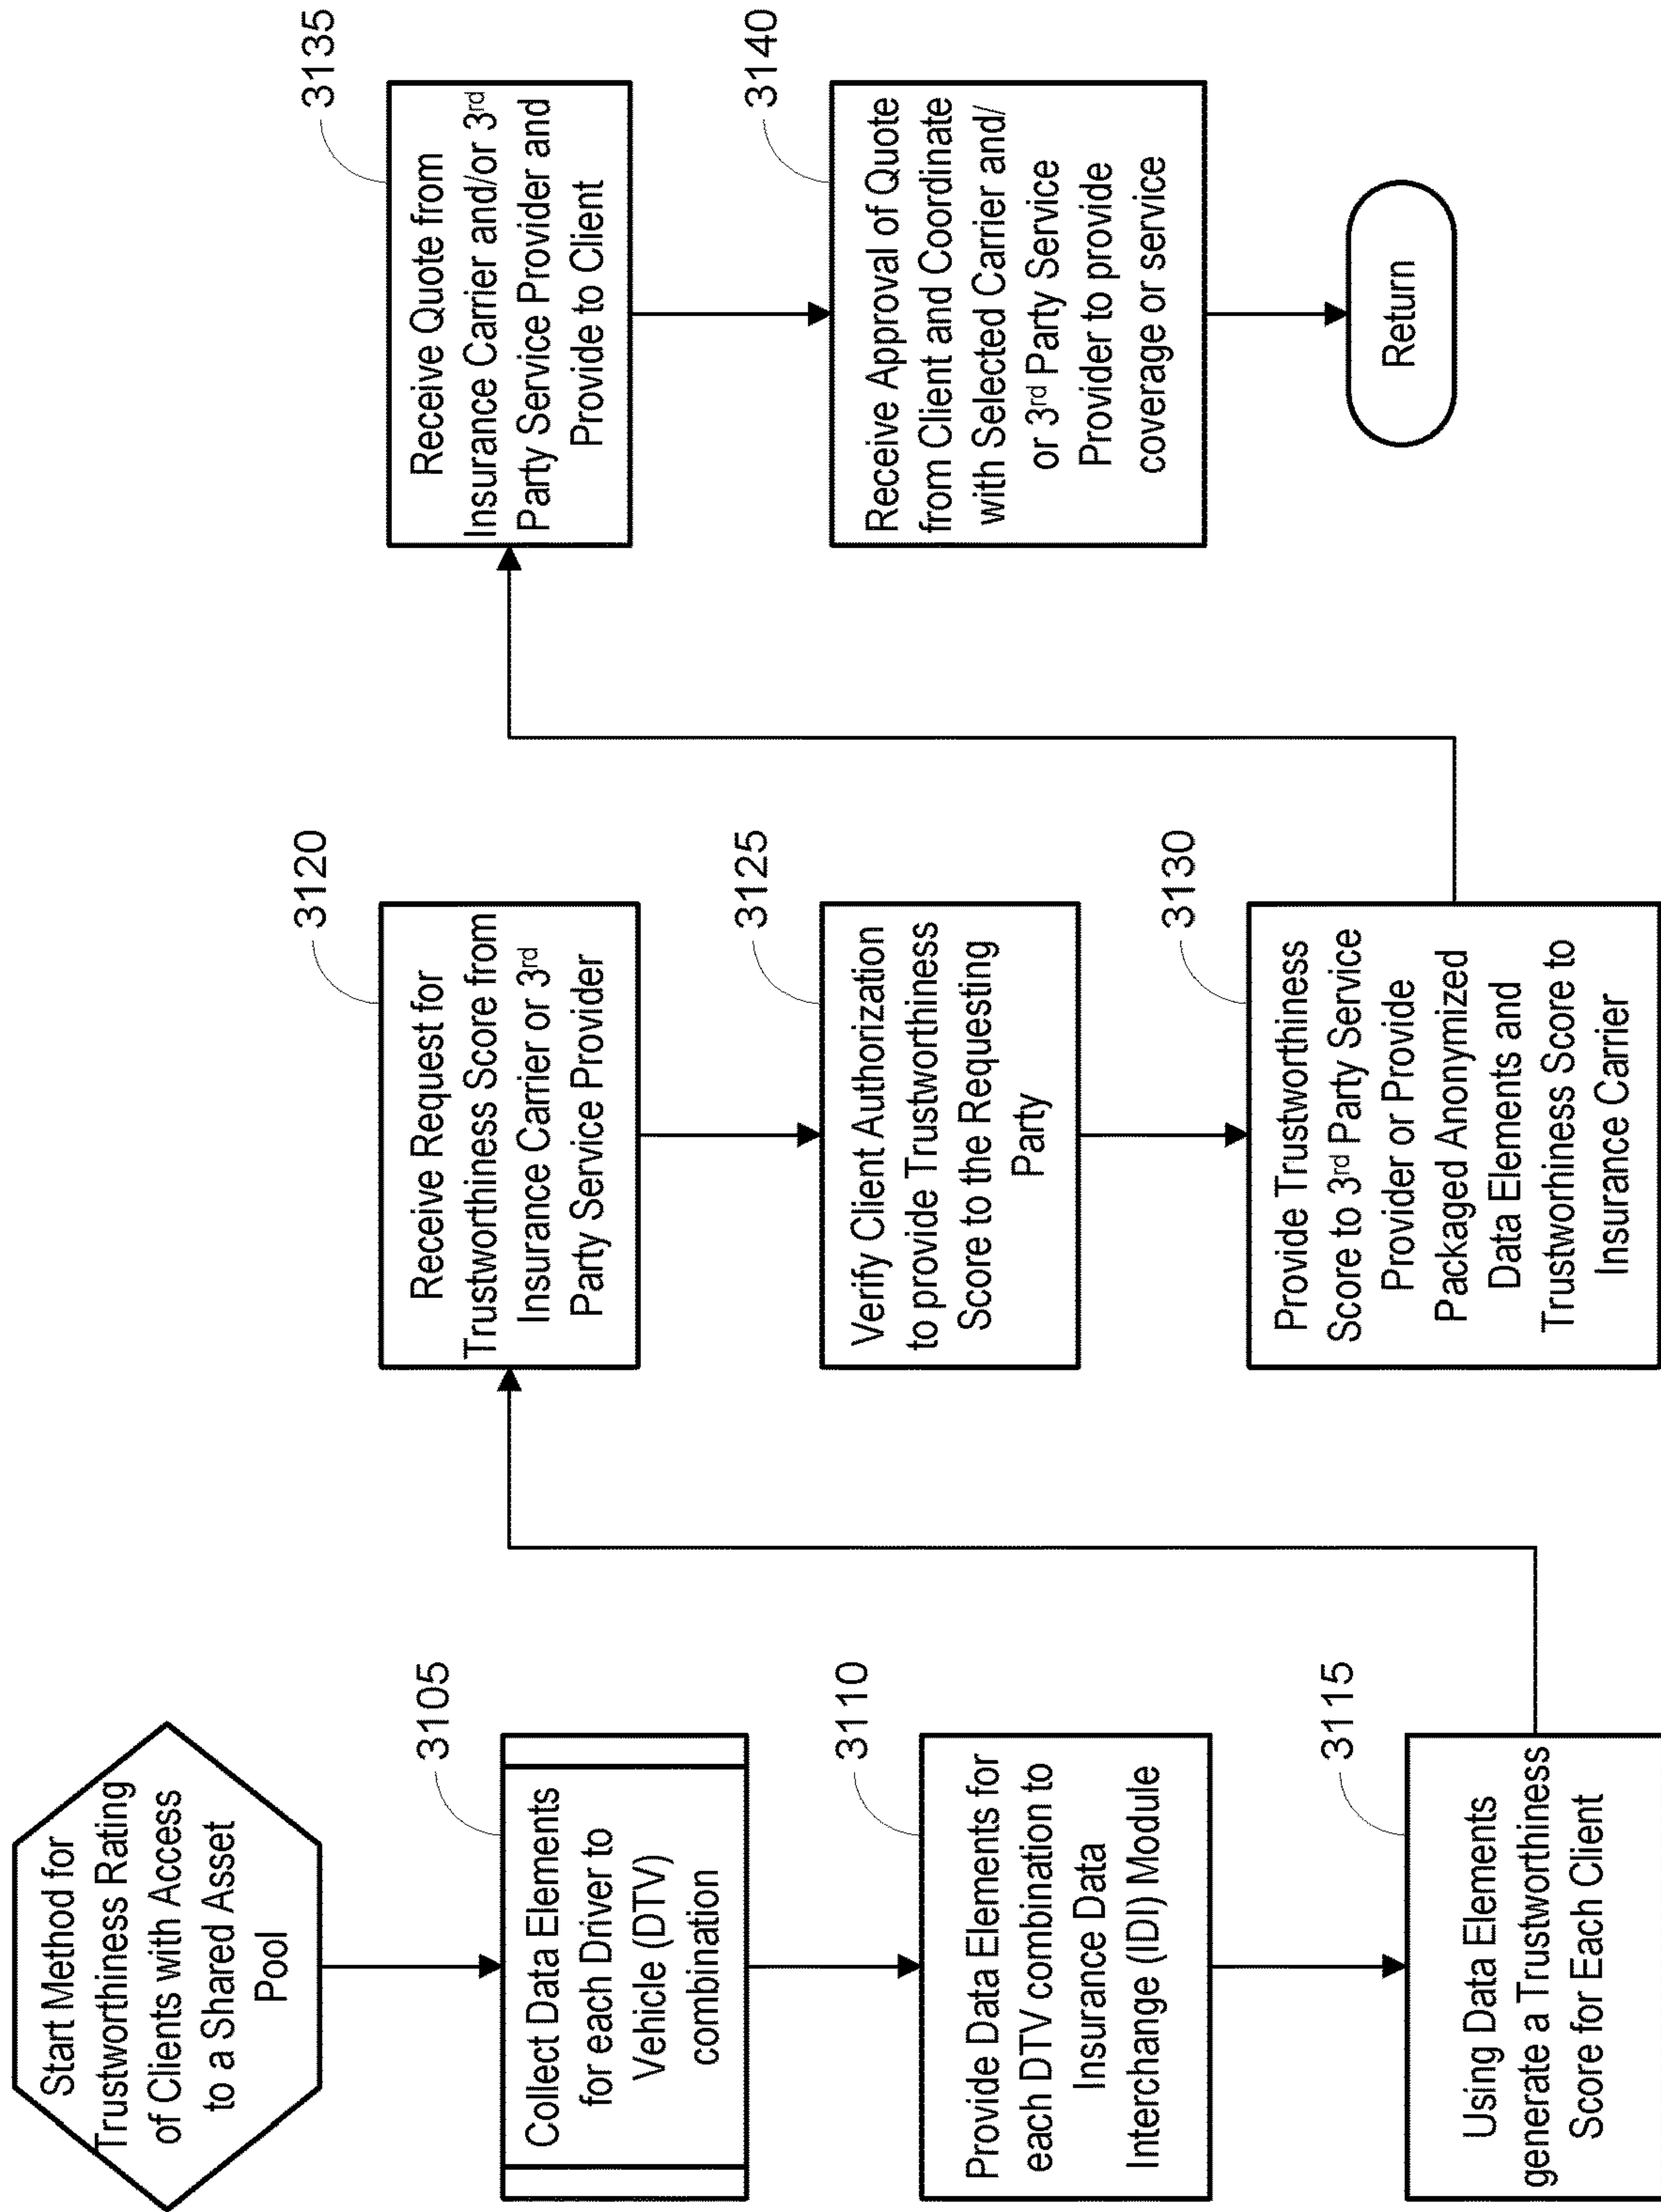 Start Method for
Trustworthiness Rating
of Clients with Access
to a Shared Asset
Pool
3105
Collect Data Elements
for each Driver to
Vehicle (DTV)
combination
3110
Provide Data Elements for
each DTV combination to
Insurance Data
Interchange (IDI) Module
3115
Using Data Elements
generate a Trustworthiness
Score for Each Client
3120
Receive Request for
Trustworthiness Score from
Insurance Carrier or 3rd
Party Service Provider
3125
Verify Client Authorization
to provide Trustworthiness
Score to the Requesting
Party
3130
Provide Trustworthiness
Score to 3rd Party Service
Provider or Provide
Packaged Anonymized
Data Elements and
Trustworhiness Score to
Insurance Carrier
3135
Receive Quote from
Insurance Carrier and/or 3rd
Party Service Provider and
Provide to Client
3140
Receive Approval of Quote
from Client and Coordinate
with Selected Carrier and/
or 3rd Party Service
Provider to provide
coverage or service
Return